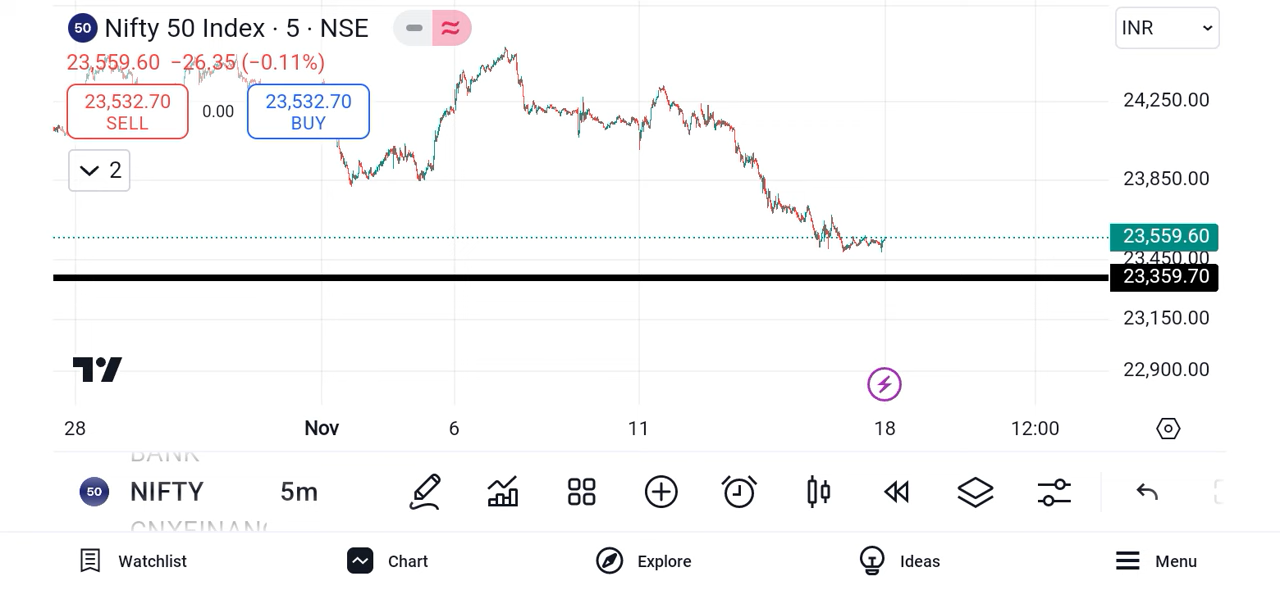 50 Nifty 50 Index · 5 · NSE
INR
23,559.60 −26.35 (−0.11%)
23,532.70
SELL
0.00
23,532.70
BUY
2
24,250.00
23,850.00
23,559.60
23,450.00
23,359.70
23,150.00
22,900.00
28 Nov 6 11 18 12:00
BANK
50 NIFTY 5m
Watchlist Chart Explore Ideas Menu